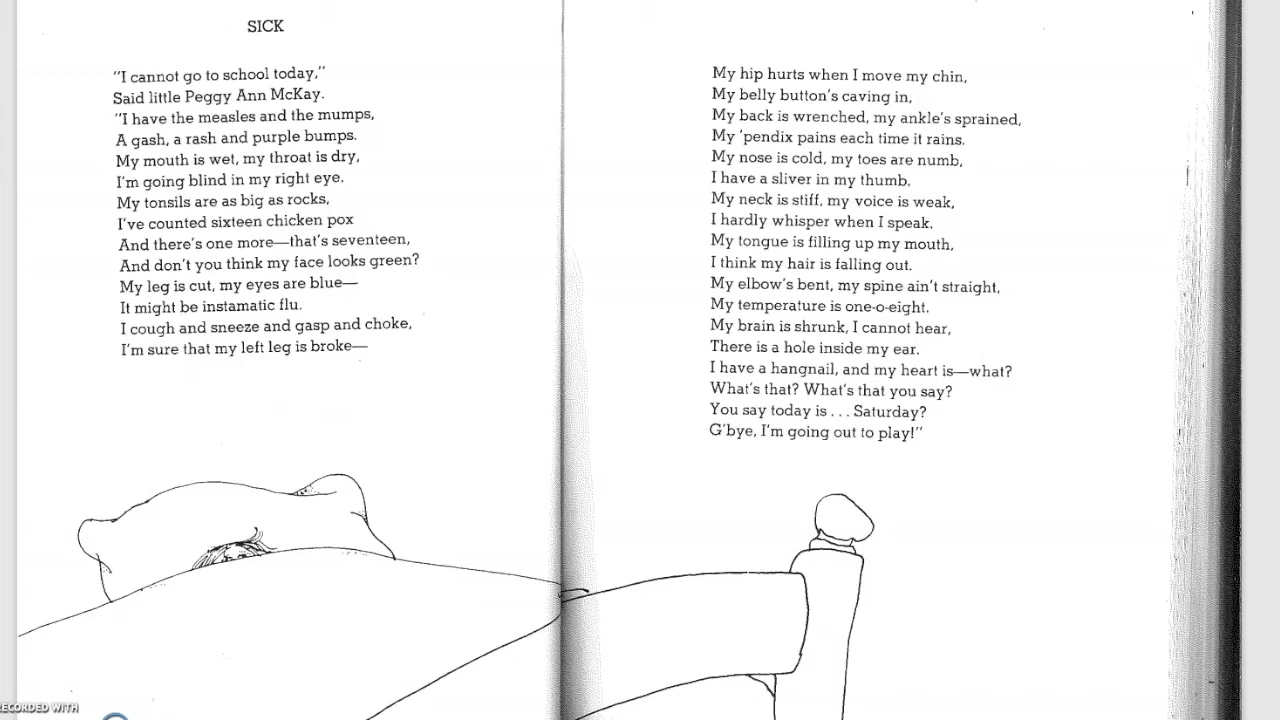 SICK
"I cannot go to school today,"
Said little Peggy Ann McKay.
"I have the measles and the mumps,
A gash, a rash and purple bumps.
My mouth is wet, my throat is dry,
I'm going blind in my right eye.
My tonsils are as big as rocks,
I've counted sixteen chicken pox
And there's one more—that's seventeen,
And don't you think my face looks green?
My leg is cut, my eyes are blue—
It might be instamatic flu.
I cough and sneeze and gasp and choke,
I'm sure that my left leg is broke—
My hip hurts when I move my chin,
My belly button's caving in,
My back is wrenched, my ankle's sprained,
My 'pendix pains each time it rains.
My nose is cold, my toes are numb,
I have a sliver in my thumb.
My neck is stiff, my voice is weak,
I hardly whisper when I speak.
My tongue is filling up my mouth,
I think my hair is falling out.
My elbow's bent, my spine ain't straight,
My temperature is one-o-eight.
My brain is shrunk, I cannot hear,
There is a hole inside my ear.
I have a hangnail, and my heart is—what?
What's that? What's that you say?
You say today is . . . Saturday?
G'bye, I'm going out to play!"
RECORDED WITH